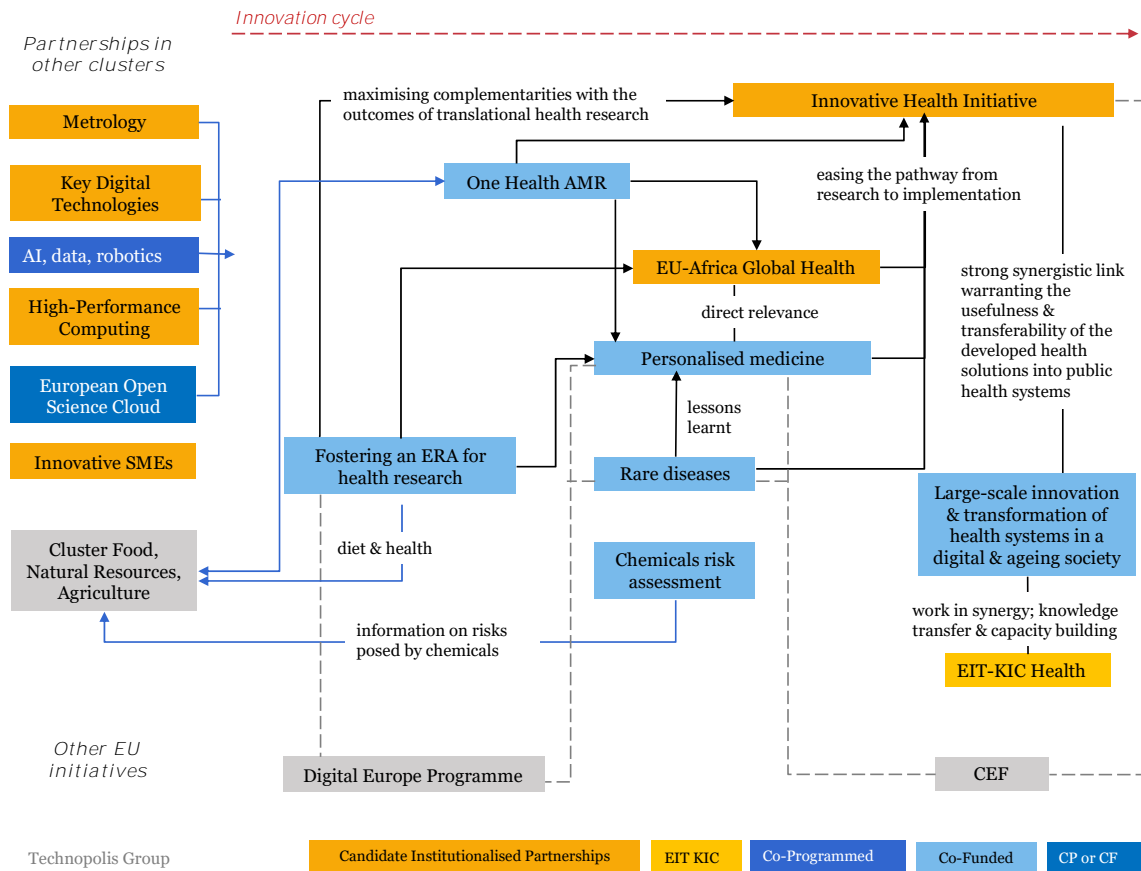 Innovation cycle
Partnerships in
other clusters
Metrology
Key Digital
Technologies
AI, data, robotics
High-Performance
Computing
European Open
Science Cloud
Innovative SMEs
Cluster Food,
Natural Resources,
Agriculture
maximising complementarities with the
outcomes of translational health research
Innovative Health Initiative
One Health AMR
easing the pathway from
research to implementation
EU-Africa Global Health
direct relevance
Personalised medicine
strong synergistic link
warranting the
usefulness &
transferability of the
developed health
solutions into public
health systems
lessons
learnt
Fostering an ERA for
health research
Rare diseases
Large-scale innovation
& transformation of
health systems in a
digital & ageing society
diet & health
Chemicals risk
assessment
information on risks
posed by chemicals
work in synergy; knowledge
transfer & capacity building
EIT-KIC Health
Other EU
initiatives
Digital Europe Programme
CEF
Technopolis Group
Candidate Institutionalised Partnerships
EIT KIC
Co-Programmed
Co-Funded
CP or CF